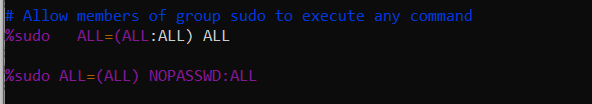 # Allow members of group sudo to execute any command
%sudo   ALL=(ALL:ALL) ALL
%sudo ALL=(ALL) NOPASSWD:ALL